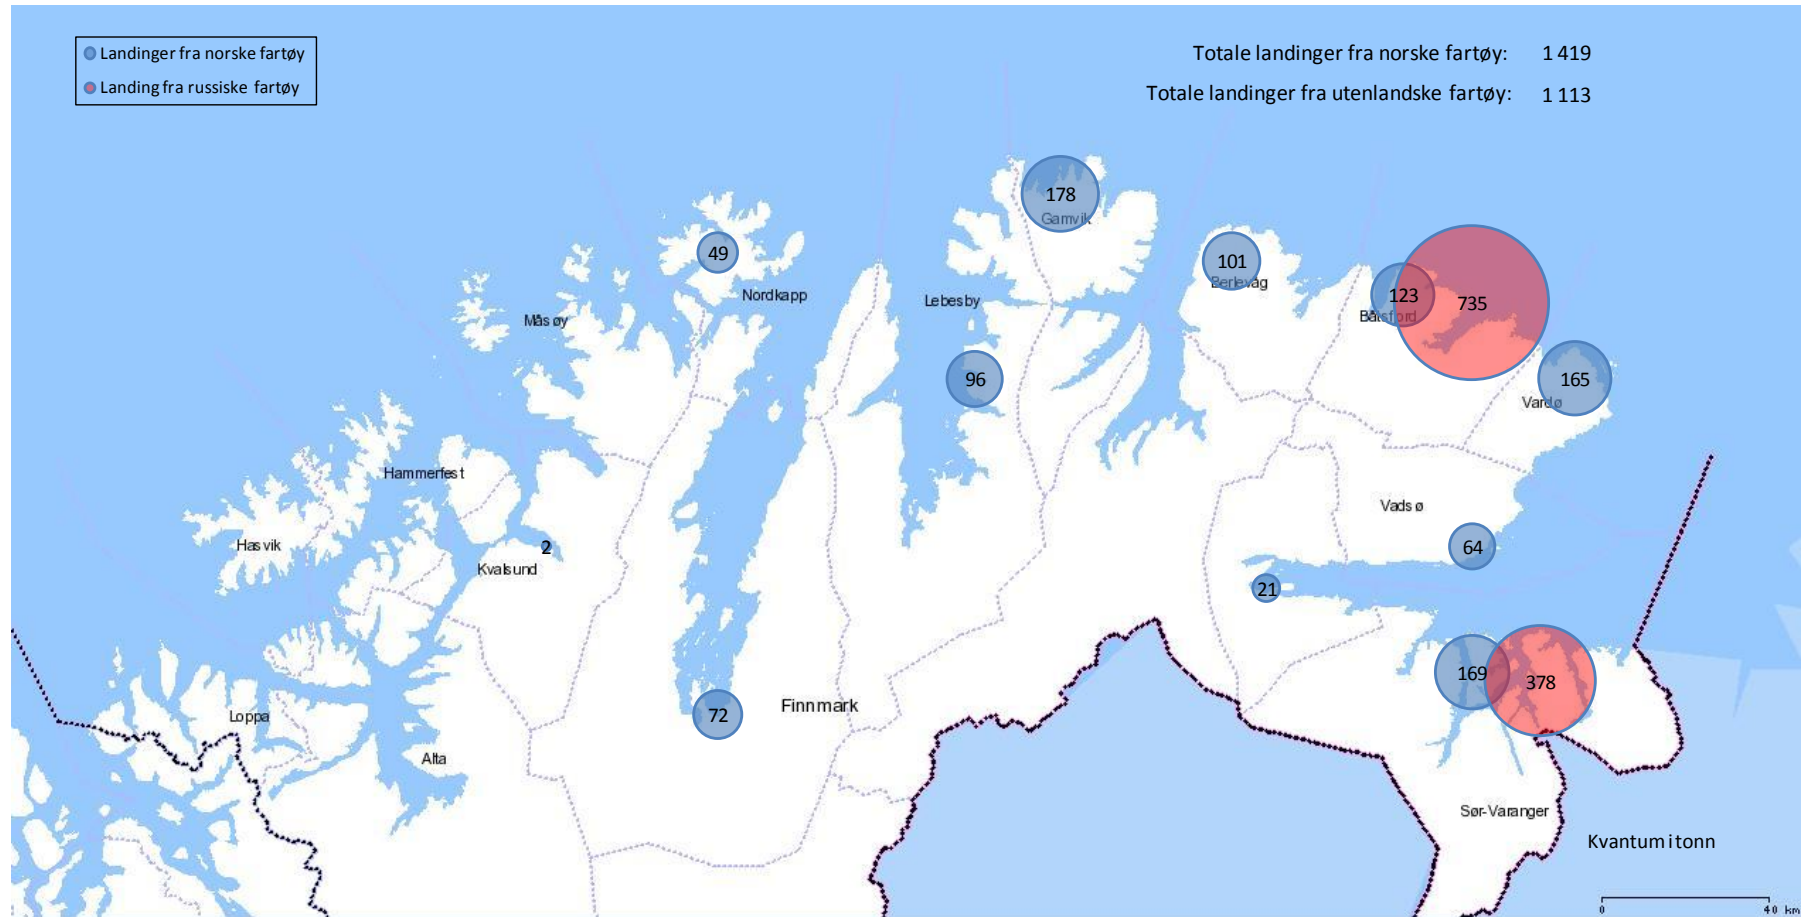 Landinger fra norske fartøy
Landing fra russiske fartøy
Totale landinger fra norske fartøy: 1 419
Totale landinger fra utenlandske fartøy: 1 113
178
Gamvik
49
Nordkapp
101
Berlevåg
Lebesby
123
735
Båtsfjord
Måsøy
96
165
Vardø
Hammerfest
Vadsø
Hasvik
2
Kvalsund
64
21
169
378
72
Finnmark
Loppa
Alta
Sør-Varanger
Kvantum i tonn
0 40 km